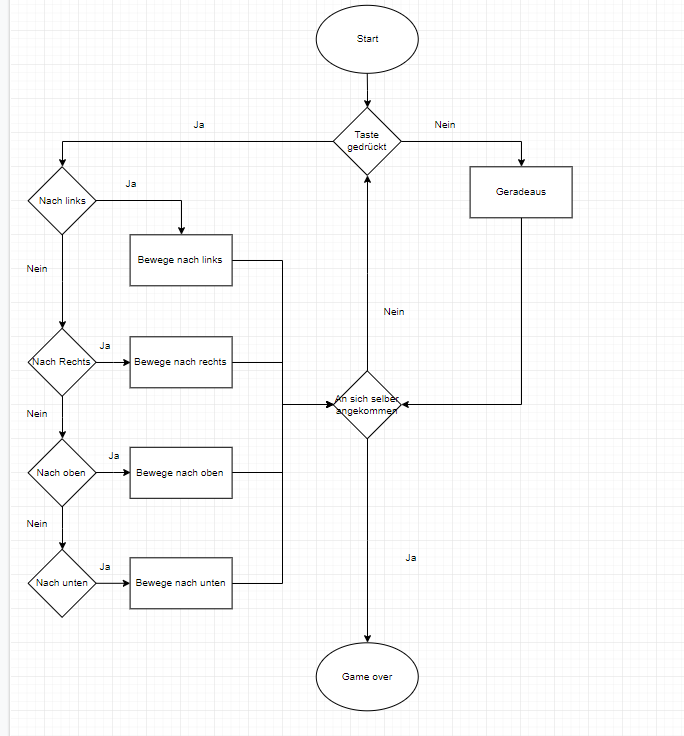 Start
Ja
Nein
Taste
gedrückt
Nach links
Ja
Geradeaus
Bewege nach links
Nein
Nein
Nach Rechts
Ja
Bewege nach rechts
An sich selber
angekommen
Nein
Nach oben
Ja
Bewege nach oben
Nein
Ja
Nach unten
Ja
Bewege nach unten
Game over